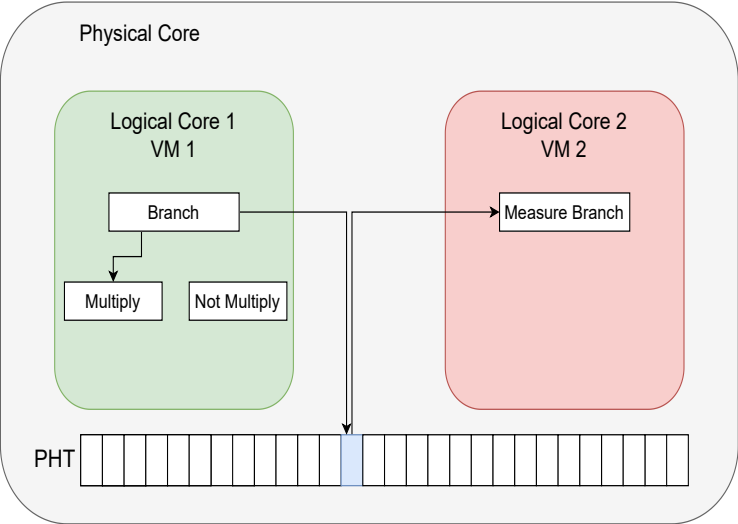 Physical Core
Logical Core 1
VM 1
Logical Core 2
VM 2
Branch
Measure Branch
Multiply
Not Multiply
PHT